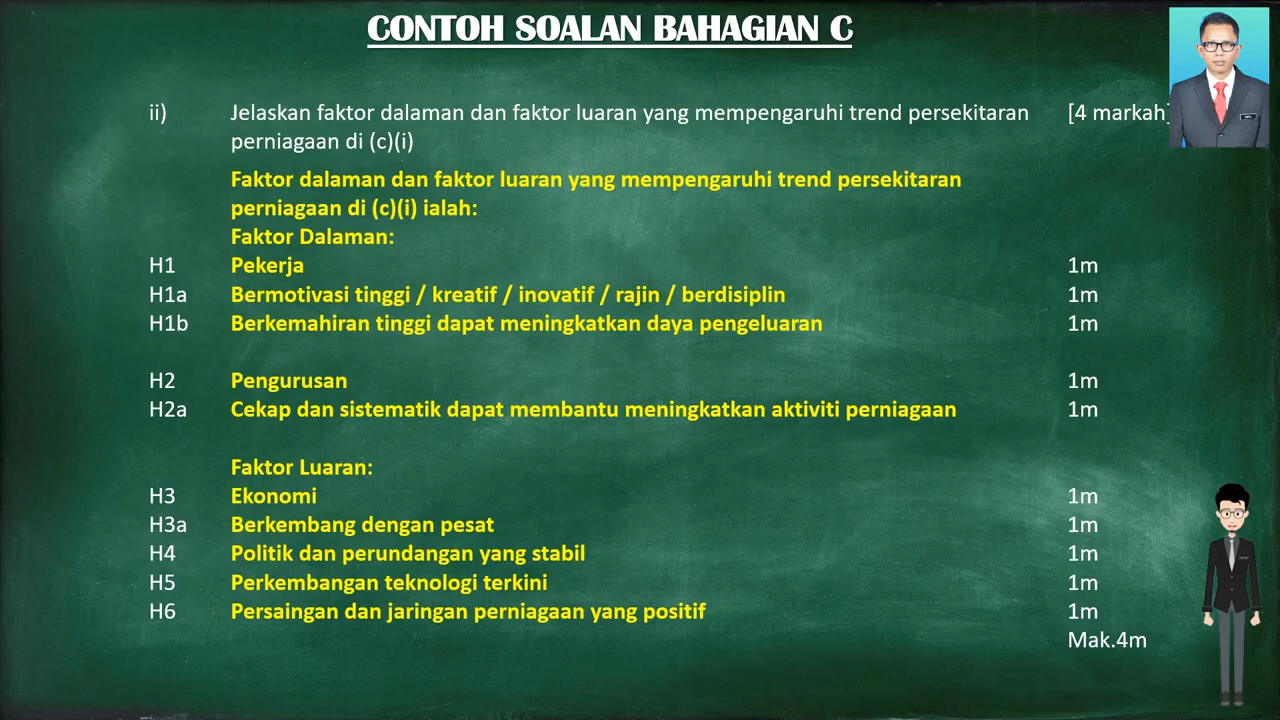 CONTOH SOALAN BAHAGIAN C
ii) Jelaskan faktor dalaman dan faktor luaran yang mempengaruhi trend persekitaran [4 markah]
perniagaan di (c)(i)
Faktor dalaman dan faktor luaran yang mempengaruhi trend persekitaran
perniagaan di (c)(i) ialah:
Faktor Dalaman:
H1 Pekerja 1m
H1a Bermotivasi tinggi / kreatif / inovatif / rajin / berdisiplin 1m
H1b Berkemahiran tinggi dapat meningkatkan daya pengeluaran 1m
H2 Pengurusan 1m
H2a Cekap dan sistematik dapat membantu meningkatkan aktiviti perniagaan 1m
Faktor Luaran:
H3 Ekonomi 1m
H3a Berkembang dengan pesat 1m
H4 Politik dan perundangan yang stabil 1m
H5 Perkembangan teknologi terkini 1m
H6 Persaingan dan jaringan perniagaan yang positif 1m
Mak.4m